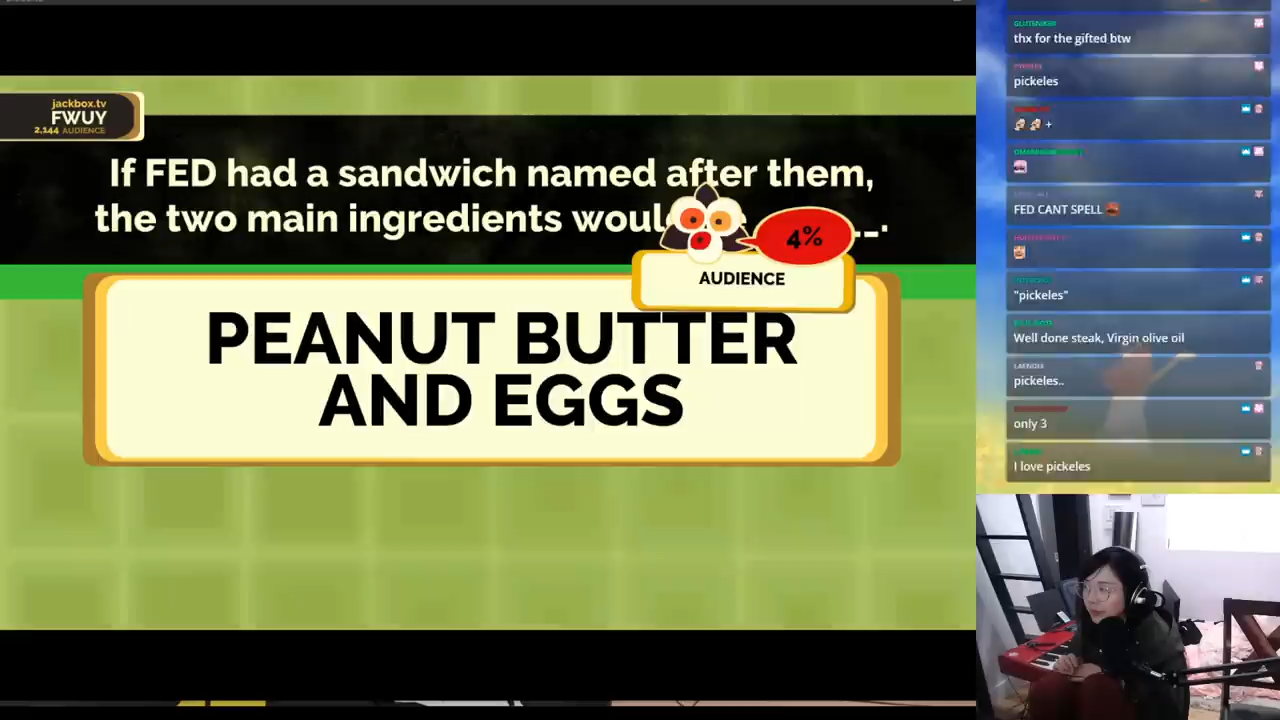 jackbox.tv
FWUY
2,144 AUDIENCE
If FED had a sandwich named after them,
the two main ingredients woul
4%
AUDIENCE
PEANUT BUTTER
AND EGGS
thx for the gifted btw
pickeles
+
FED CANT SPELL
"pickeles"
Well done steak, Virgin olive oil
pickeles..
only 3
I love pickeles